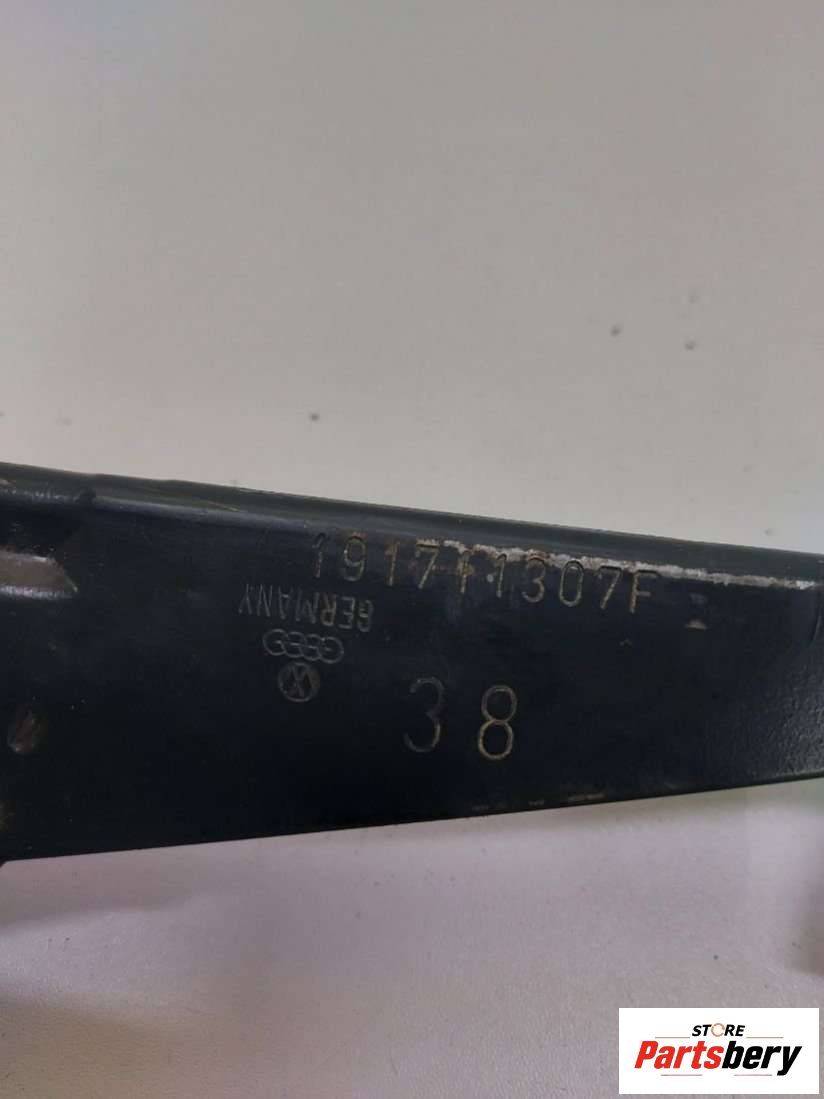 191711307F
GERMANY
38
STORE
Partsbery